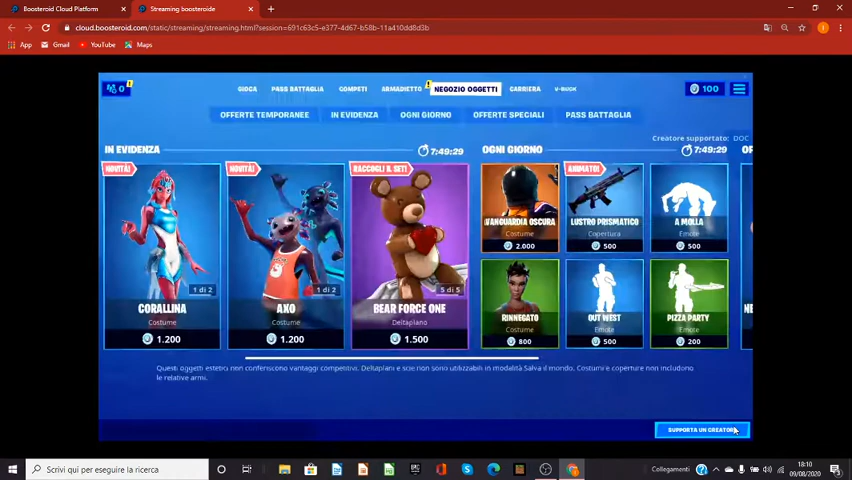 Boosteroid Cloud Platform
Streaming boosteroide
cloud.boosteroid.com/static/streaming/streaming.html?session=691c63c5-e377-4d67-b58b-11a410dd8d3b
App Gmail YouTube Maps
0 GIOCA PASS BATTAGLIA COMPETI ARMADIETTO NEGOZIO OGGETTI CARRIERA V-BUCK 100
OFFERTE TEMPORANEE IN EVIDENZA OGNI GIORNO OFFERTE SPECIALI PASS BATTAGLIA
Creatore supportato: DOC
IN EVIDENZA 7:49:29 OGNI GIORNO 7:49:29
NOVITÀ! NOVITÀ! RACCOGLI IL SET! ANIMATO!
VANGUARDIA OSCURA LUSTRO PRISMATICO A MOLLA
Costume Copertura Emote
2.000 500 500
1 di 2 1 di 2 5 di 5
CORALLINA AXO BEAR FORCE ONE
Costume Costume Deltaplano
1.200 1.200 1.500
RINNEGATO OUT WEST PIZZA PARTY
Costume Emote Emote
800 500 200
Questi oggetti estetici non conferiscono vantaggi competitivi. Deltaplani e scie non sono utilizzabili in modalità Salva il mondo. Costumi e coperture non includono
le relative armi.
SUPPORTA UN CREATORE
Scrivi qui per eseguire la ricerca
Collegamenti
18:10
09/08/2020